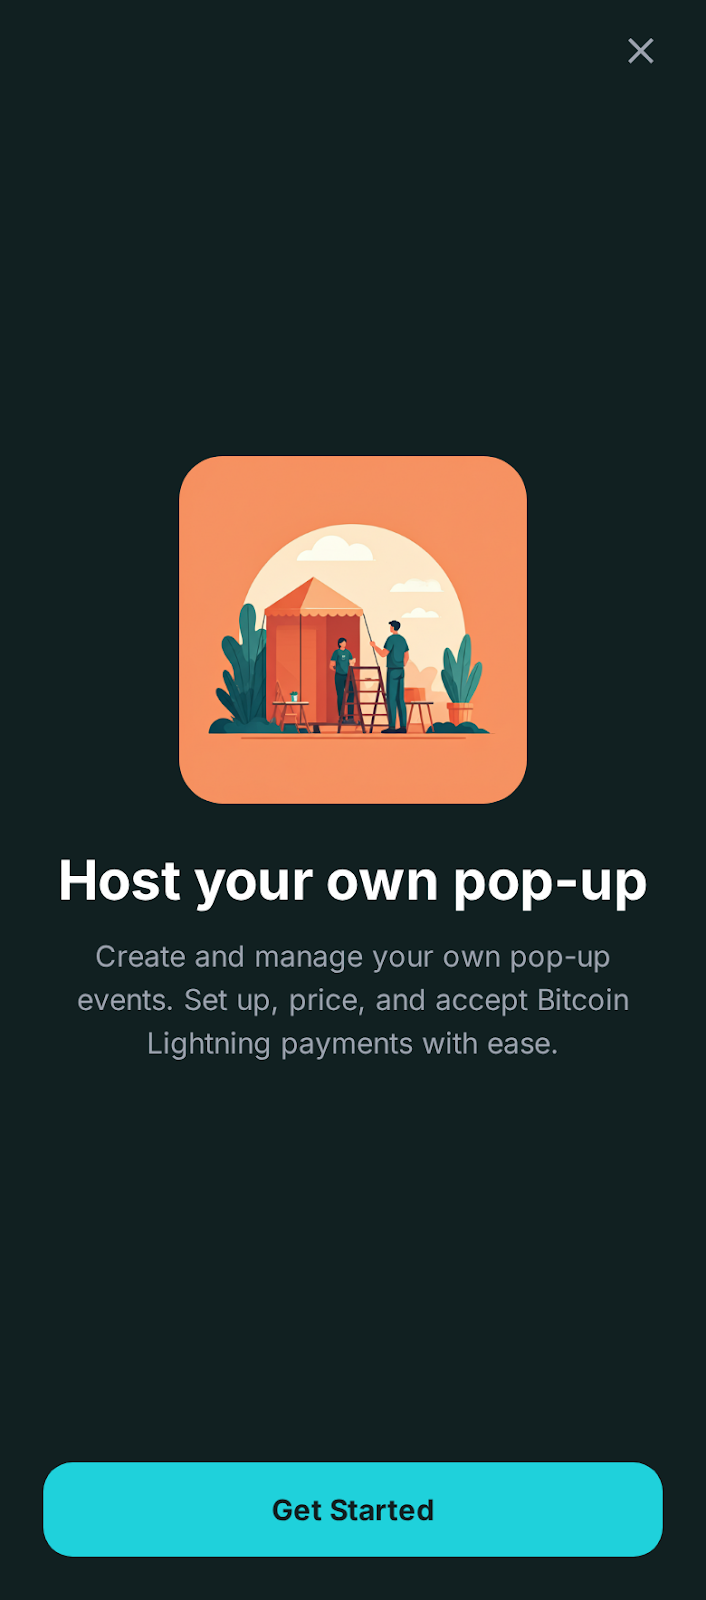 Host your own pop-up
Create and manage your own pop-up
events. Set up, price, and accept Bitcoin
Lightning payments with ease.
Get Started